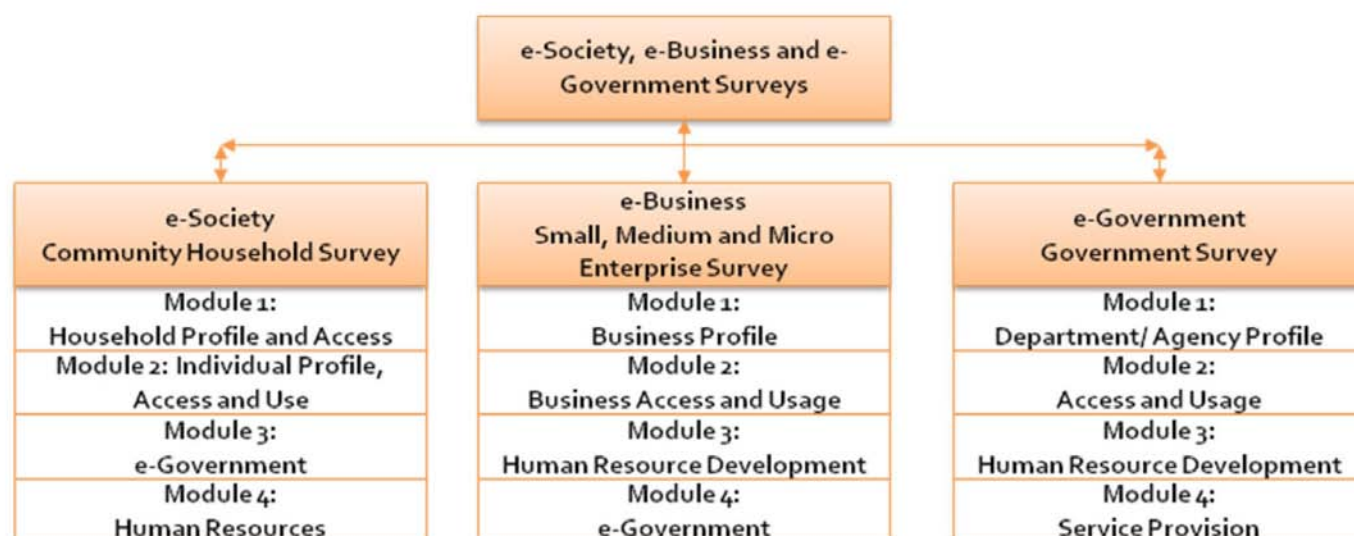 e-Society, e-Business and e-
Government Surveys
e-Society
Community Household Survey
Module 1:
Household Profile and Access
Module 2: Individual Profile,
Access and Use
Module 3:
e-Government
Module 4:
Human Resources
e-Business
Small, Medium and Micro
Enterprise Survey
Module 1:
Business Profile
Module 2:
Business Access and Usage
Module 3:
Human Resource Development
Module 4:
e-Government
e-Government
Government Survey
Module 1:
Department/ Agency Profile
Module 2:
Access and Usage
Module 3:
Human Resource Development
Module 4:
Service Provision